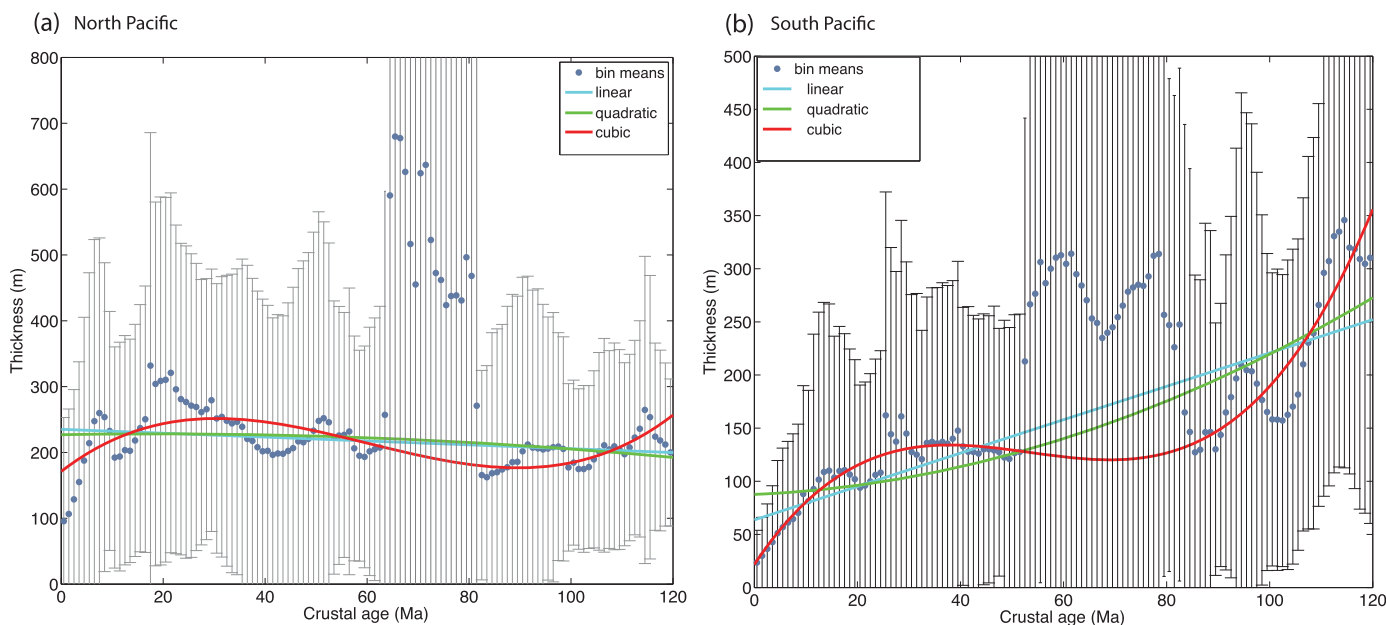 (a) North Pacific
800
700
600
500
400
300
200
100
0
Thickness (m)
0 20 40 60 80 100 120
Crustal age (Ma)
bin means
linear
quadratic
cubic
(b) South Pacific
500
450
400
350
300
250
200
150
100
50
0
Thickness (m)
0 20 40 60 80 100 120
Crustal age (Ma)
bin means
linear
quadratic
cubic